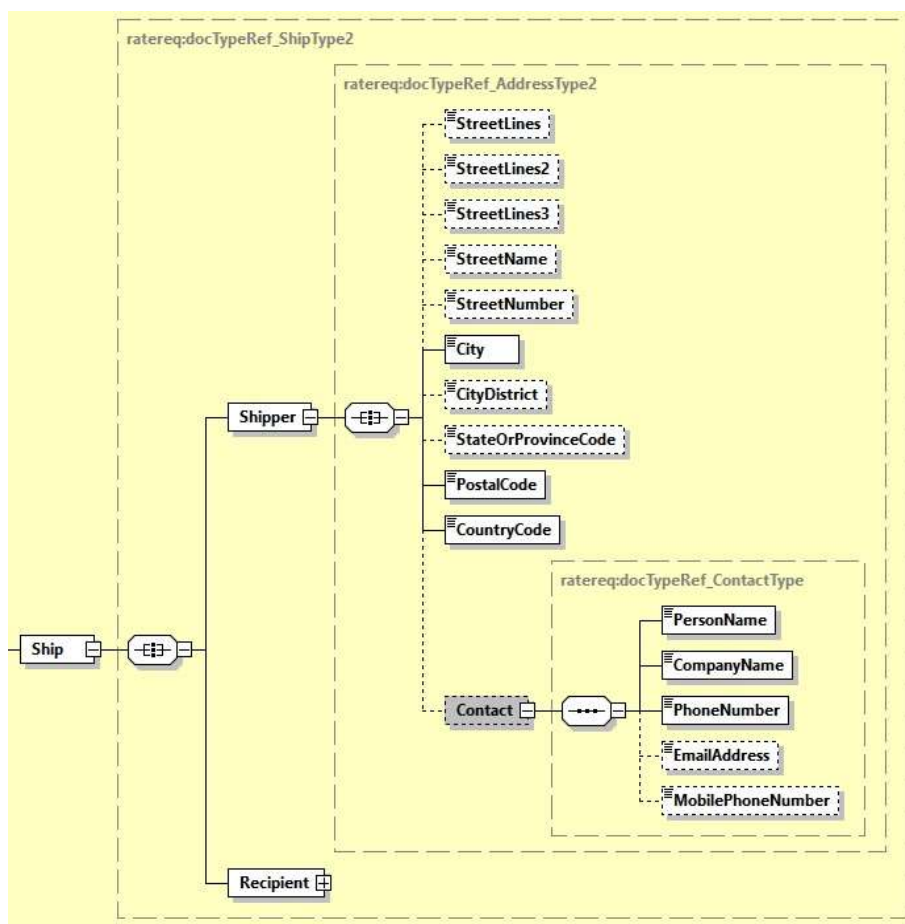 ratereq:docTypeRef_ShipType2
ratereq:docTypeRef_AddressType2
StreetLines
StreetLines2
StreetLines3
StreetName
StreetNumber
City
CityDistrict
Shipper
StateOrProvinceCode
PostalCode
CountryCode
ratereq:docTypeRef_ContactType
PersonName
Ship
CompanyName
Contact
PhoneNumber
EmailAddress
MobilePhoneNumber
Recipient